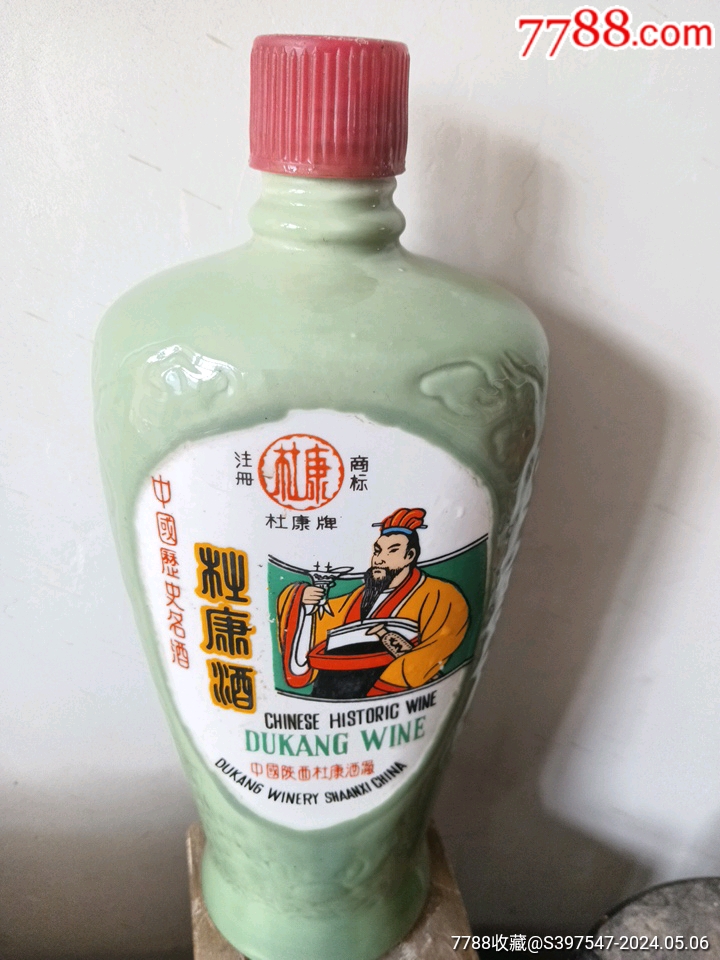 7788.com
注册
杜康
商标
杜康牌
中國歷史名酒
杜康酒
CHINESE HISTORIC WINE
DUKANG WINE
中國陕西杜康酒廠
DUKANG WINERY SHAANXI CHINA
7788收藏@S397547-2024.05.06